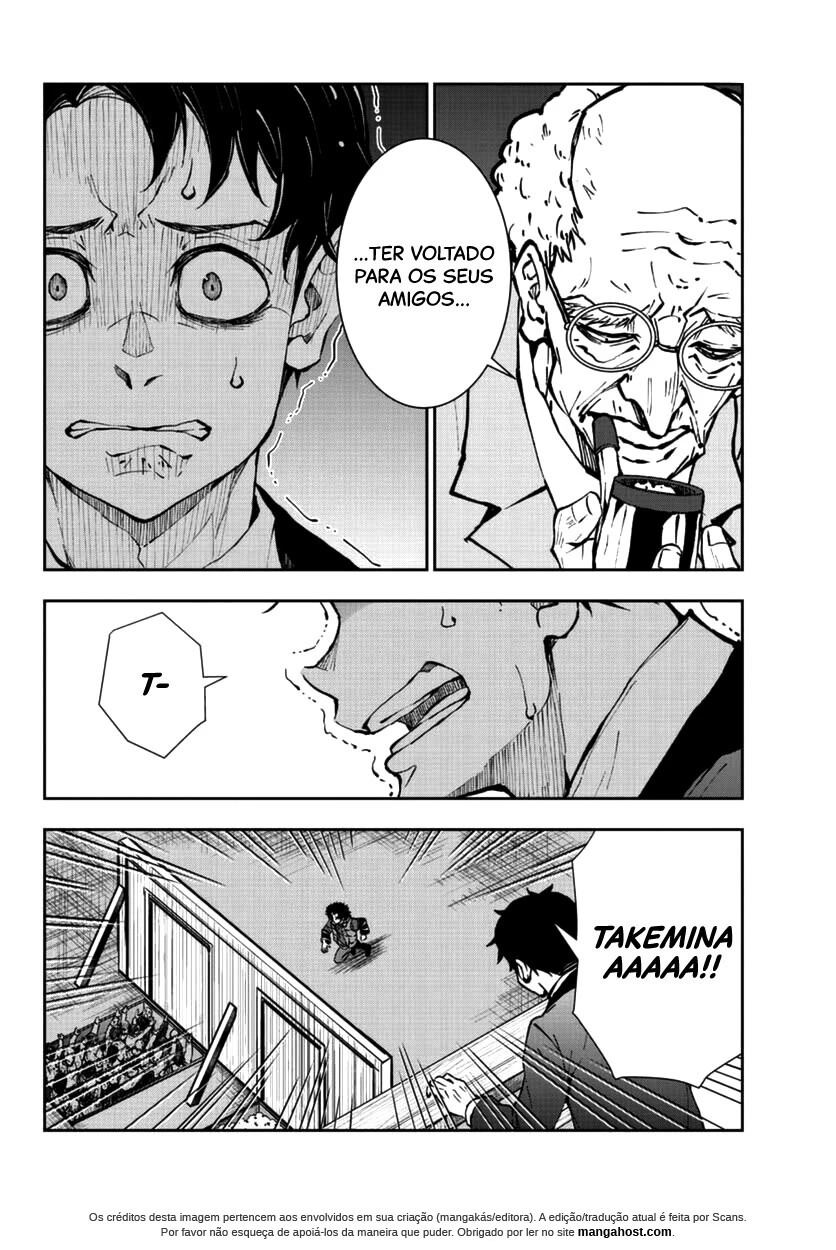 ...TER VOLTADO
PARA OS SEUS
AMIGOS...
T-
TAKEMINA
AAAAA!!
Os créditos desta imagem pertencem aos envolvidos em sua criação (mangakás/editora). A edição/tradução atual é feita por Scans.
Por favor não esqueça de apoiá-los da maneira que puder. Obrigado por ler no site mangahost.com.